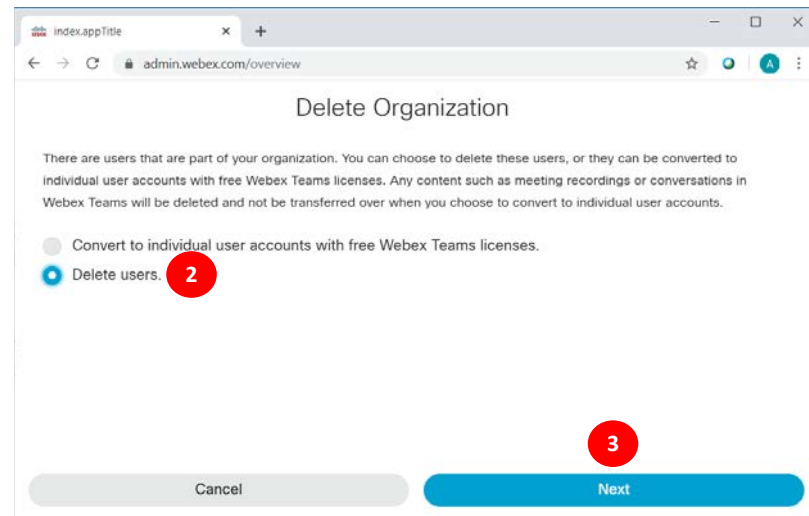 index.appTitle
admin.webex.com/overview
A
Delete Organization
There are users that are part of your organization. You can choose to delete these users, or they can be converted to
individual user accounts with free Webex Teams licenses. Any content such as meeting recordings or conversations in
Webex Teams will be deleted and not be transferred over when you choose to convert to individual user accounts.
Convert to individual user accounts with free Webex Teams licenses.
Delete users. 2
3
Cancel Next